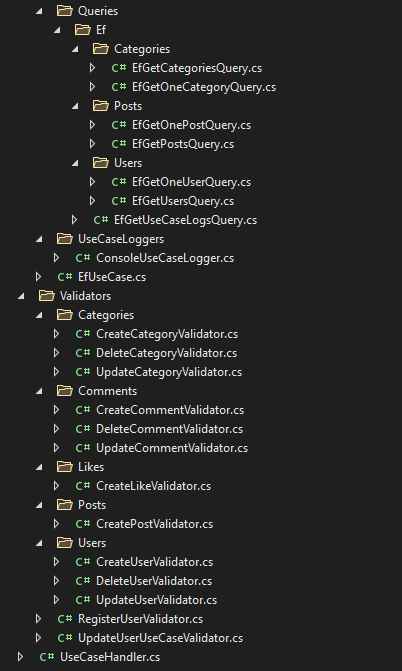 Queries
Ef
Categories
C# EfGetCategoriesQuery.cs
C# EfGetOneCategoryQuery.cs
Posts
C# EfGetOnePostQuery.cs
C# EfGetPostsQuery.cs
Users
C# EfGetOneUserQuery.cs
C# EfGetUsersQuery.cs
C# EfGetUseCaseLogsQuery.cs
UseCaseLoggers
C# ConsoleUseCaseLogger.cs
C# EfUseCase.cs
Validators
Categories
C# CreateCategoryValidator.cs
C# DeleteCategoryValidator.cs
C# UpdateCategoryValidator.cs
Comments
C# CreateCommentValidator.cs
C# DeleteCommentValidator.cs
C# UpdateCommentValidator.cs
Likes
C# CreateLikeValidator.cs
Posts
C# CreatePostValidator.cs
Users
C# CreateUserValidator.cs
C# DeleteUserValidator.cs
C# UpdateUserValidator.cs
C# RegisterUserValidator.cs
C# UpdateUserUseCaseValidator.cs
C# UseCaseHandler.cs